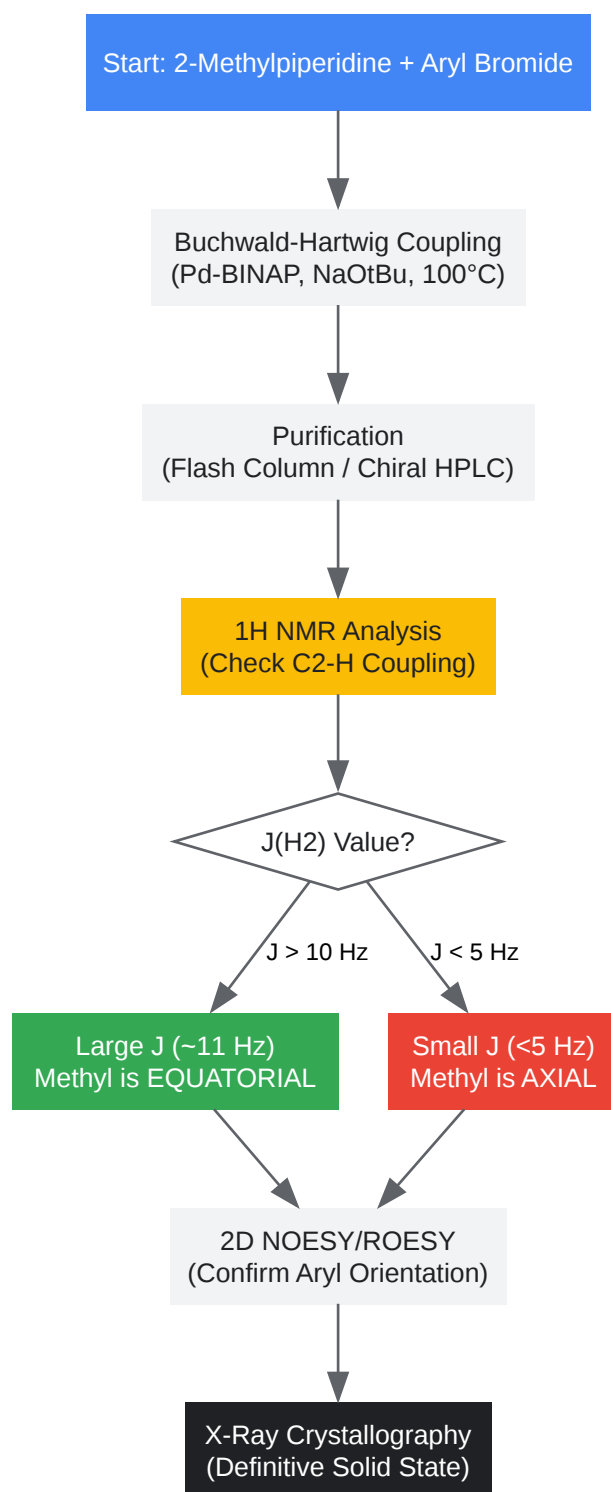 Start: 2-Methylpiperidine + Aryl Bromide
Buchwald-Hartwig Coupling
(Pd-BINAP, NaOtBu, 100°C)
Purification
(Flash Column / Chiral HPLC)
1H NMR Analysis
(Check C2-H Coupling)
J(H2) Value?
J > 10 Hz
J < 5 Hz
Large J (~11 Hz)
Methyl is EQUATORIAL
Small J (<5 Hz)
Methyl is AXIAL
2D NOESY/ROESY
(Confirm Aryl Orientation)
X-Ray Crystallography
(Definitive Solid State)